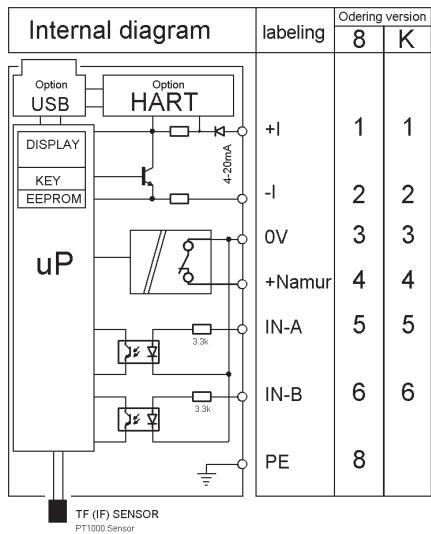 Internal diagram labeling Odering version
8 K
Option
USB
Option
HART
DISPLAY
KEY
EEPROM
uP
4-20mA
+I 1 1
-I 2 2
0V 3 3
+Namur 4 4
IN-A 5 5
3.3k
IN-B 6 6
3.3k
PE 8
TF (IF) SENSOR
PT1000 Sensor